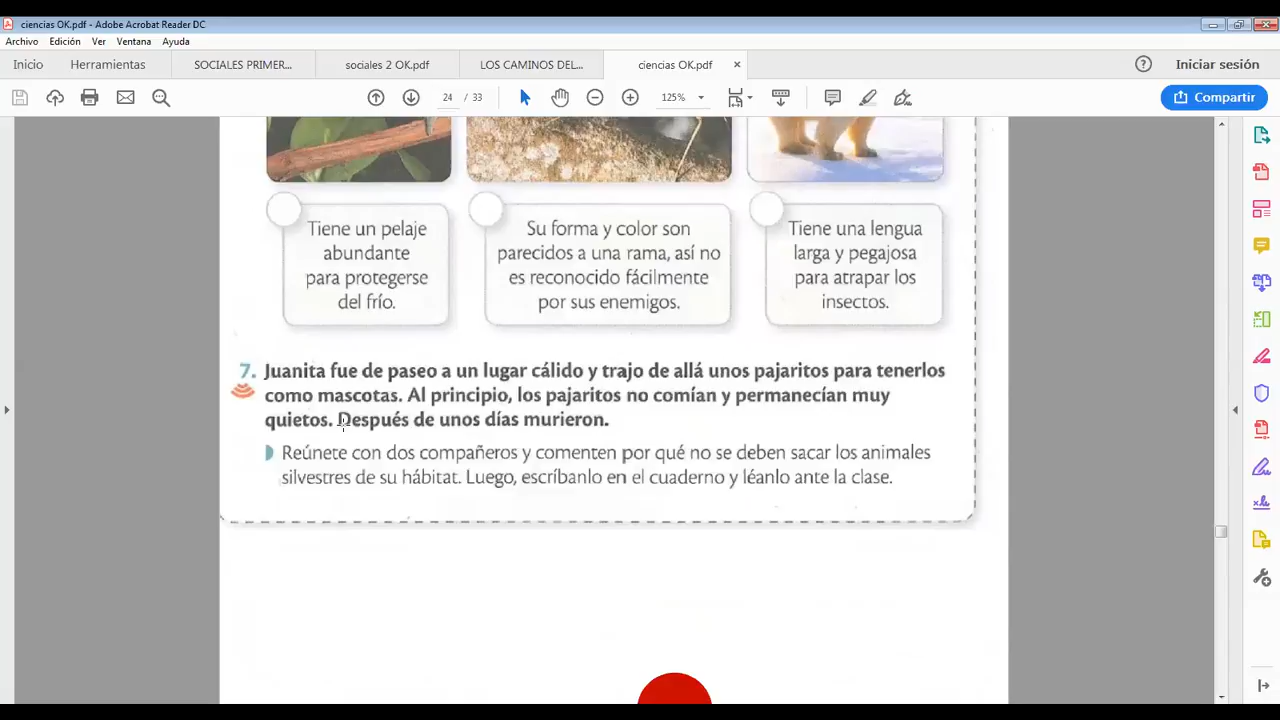 ciencias OK.pdf - Adobe Acrobat Reader DC
Archivo Edición Ver Ventana Ayuda
Inicio Herramientas SOCIALES PRIMER... sociales 2 OK.pdf LOS CAMINOS DEL... ciencias OK.pdf × Iniciar sesión
24 / 33 125% Compartir
Tiene un pelaje
abundante
para protegerse
del frío.
Su forma y color son
parecidos a una rama, así no
es reconocido fácilmente
por sus enemigos.
Tiene una lengua
larga y pegajosa
para atrapar los
insectos.
7. Juanita fue de paseo a un lugar cálido y trajo de allá unos pajaritos para tenerlos
como mascotas. Al principio, los pajaritos no comían y permanecían muy
quietos. Después de unos días murieron.
Reúnete con dos compañeros y comenten por qué no se deben sacar los animales
silvestres de su hábitat. Luego, escríbanlo en el cuaderno y léanlo ante la clase.